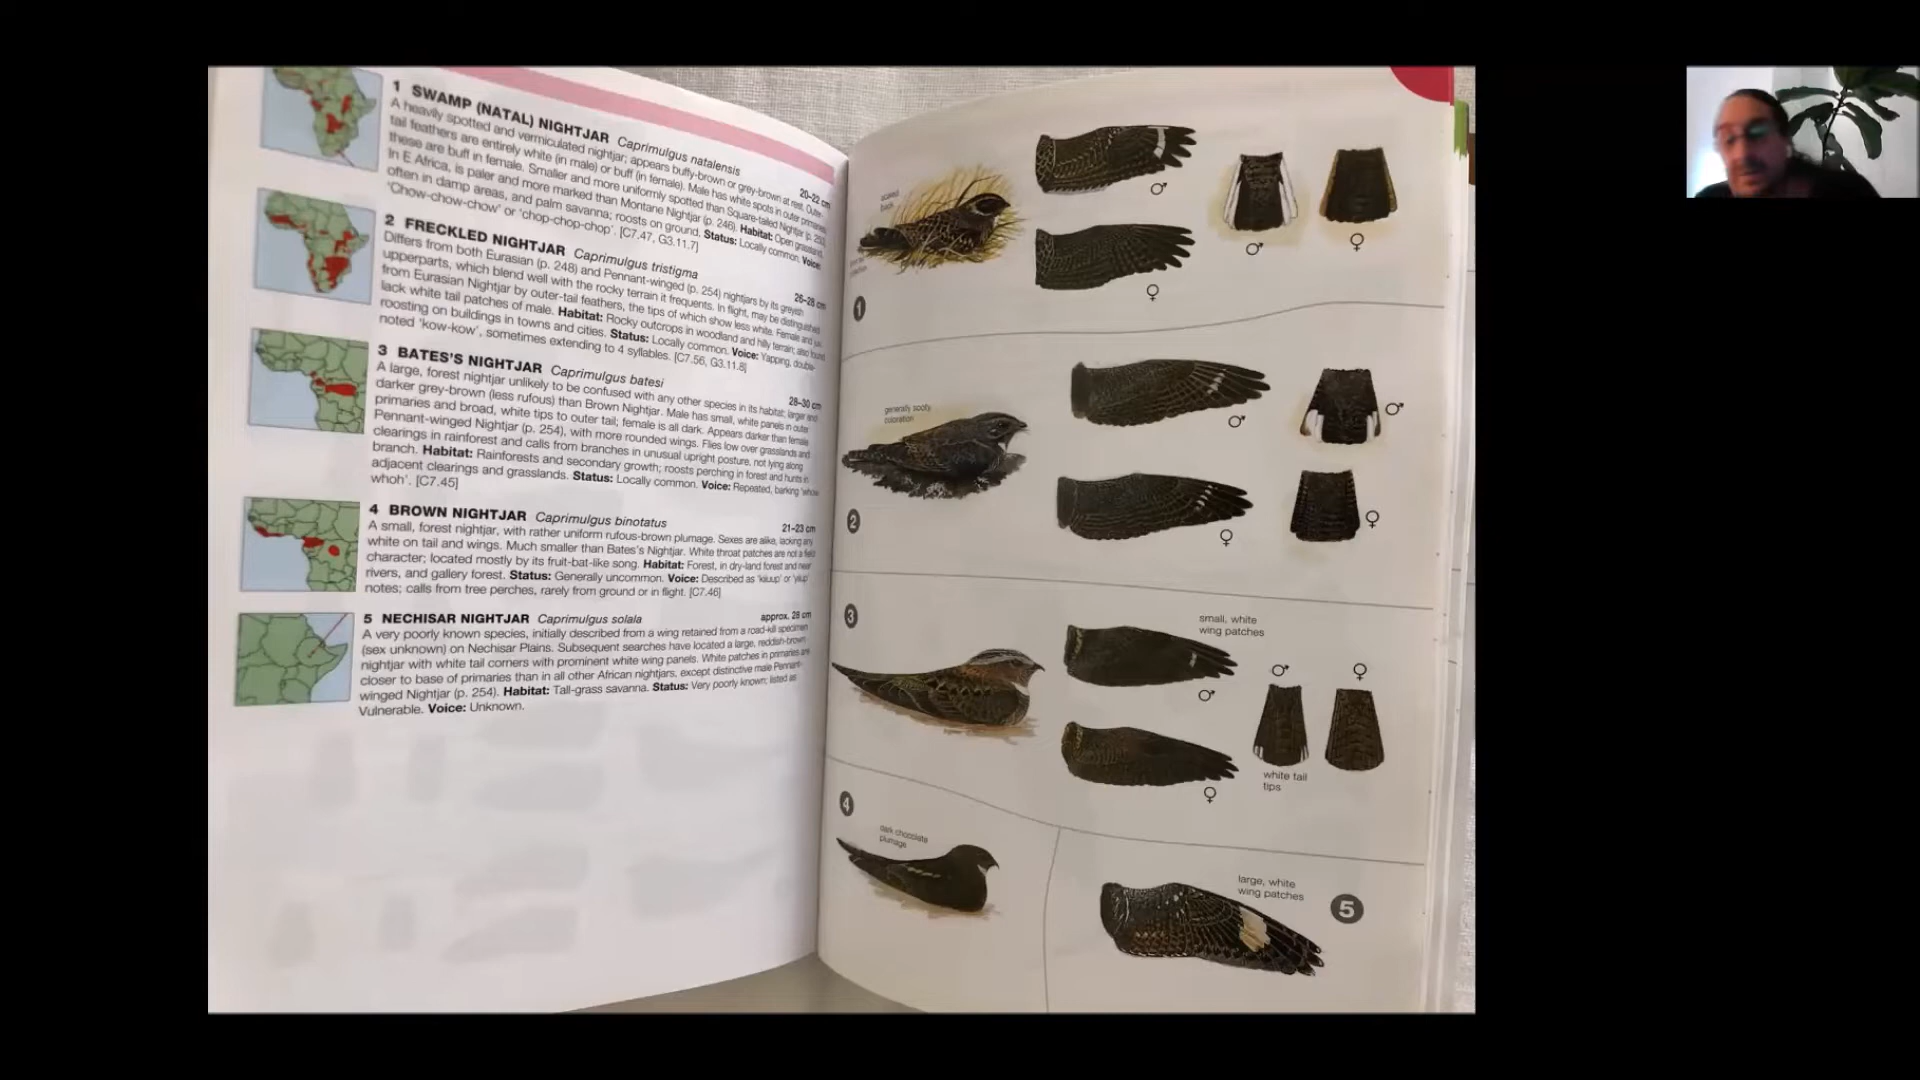 1 SWAMP (NATAL) NIGHTJAR Caprimulgus natalensis
20–22 cm
A heavily spotted and vermiculated nightjar; appears buffy-brown or grey-brown at rest. Outer-
tail feathers are entirely white (in male) or buff (in female). Male has white spots in outer primaries,
these are buff in female. Smaller and more uniformly spotted than Square-tailed Nightjar
In E Africa, is paler and more marked than Montane Nightjar (p. 246). Habitat: Open grassland,
often in damp areas, and palm savanna; roosts on ground. Status: Locally common. Voice:
'Chow-chow-chow' or 'chop-chop-chop'. [C7.47, G3.11.7]
2 FRECKLED NIGHTJAR Caprimulgus tristigma
26–28 cm
Differs from both Eurasian (p. 248) and Pennant-winged (p. 254) nightjars by its greyish
upperparts, which blend well with the rocky terrain it frequents. In flight, may be distinguished
from Eurasian Nightjar by outer-tail feathers, the tips of which show less white. Female and
lack white tail patches of male. Habitat: Rocky outcrops in woodland and hilly terrain; also found
roosting on buildings in towns and cities. Status: Locally common. Voice: Yapping, double-
noted 'kow-kow', sometimes extending to 4 syllables. [C7.56, G3.11.8]
3 BATES'S NIGHTJAR Caprimulgus batesi
28–30 cm
A large, forest nightjar unlikely to be confused with any other species in its habitat; larger and
darker grey-brown (less rufous) than Brown Nightjar. Male has small, white panels in outer
primaries and broad, white tips to outer tail; female is all dark. Appears darker than female
Pennant-winged Nightjar (p. 254), with more rounded wings. Flies low over grasslands and
clearings in rainforest and calls from branches in unusual upright posture, not lying along
branch. Habitat: Rainforests and secondary growth; roosts perching in forest and hunts in
adjacent clearings and grasslands. Status: Locally common. Voice: Repeated, barking 'whow
whoh'. [C7.45]
4 BROWN NIGHTJAR Caprimulgus binotatus
21–23 cm
A small, forest nightjar, with rather uniform rufous-brown plumage. Sexes are alike, lacking any
white on tail and wings. Much smaller than Bates's Nightjar. White throat patches are not a field
character; located mostly by its fruit-bat-like song. Habitat: Forest, in dry-land forest and near
rivers, and gallery forest. Status: Generally uncommon. Voice: Described as 'kliuup' or 'yliup'
notes; calls from tree perches, rarely from ground or in flight. [C7.46]
5 NECHISAR NIGHTJAR Caprimulgus solala
approx. 28 cm
A very poorly known species, initially described from a wing retained from a road-kill specimen
(sex unknown) on Nechisar Plains. Subsequent searches have located a large, reddish-brown
nightjar with white tail corners with prominent white wing panels. White patches in primaries are
closer to base of primaries than in all other African nightjars, except distinctive male Pennant-
winged Nightjar (p. 254). Habitat: Tall-grass savanna. Status: Very poorly known; listed as
Vulnerable. Voice: Unknown.
scaled
back
♂
♀
♂
♀
1
generally sooty
coloration
♂
♀
♂
♀
2
3
small, white
wing patches
♂
♀
♂
♀
white tail
tips
4
dark chocolate
plumage
large, white
wing patches
5